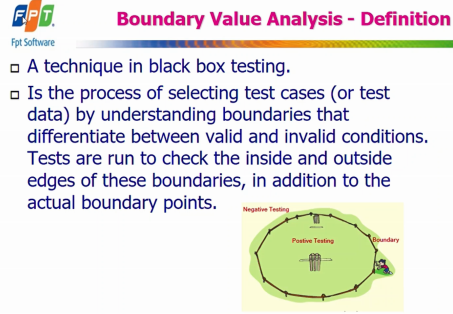 FPT
Fpt Software
Boundary Value Analysis - Definition
A technique in black box testing.
Is the process of selecting test cases (or test
data) by understanding boundaries that
differentiate between valid and invalid conditions.
Tests are run to check the inside and outside
edges of these boundaries, in addition to the
actual boundary points.
Negative Testing
Postive Testing
Boundary